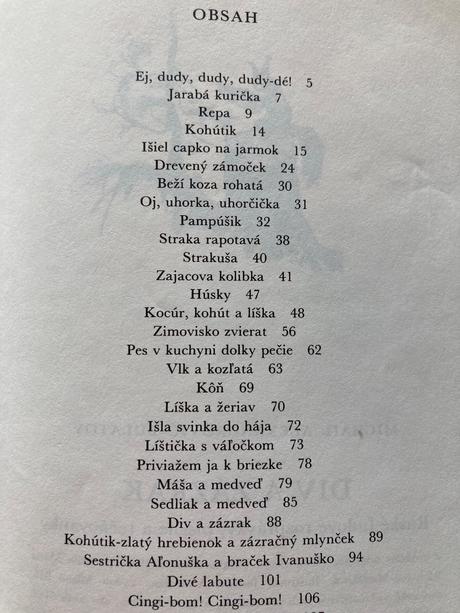 OBSAH
Ej, dudy, dudy, dudy-dé! 5
Jarabá kurička 7
Repa 9
Kohútik 14
Išiel capko na jarmok 15
Drevený zámoček 24
Beží koza rohatá 30
Oj, uhorka, uhorčička 31
Pampúšik 32
Straka rapotavá 38
Strakuša 40
Zajacova kolibka 41
Húsky 47
Kocúr, kohút a líška 48
Zimovisko zvierat 56
Pes v kuchyni dolky pečie 62
Vlk a kozľatá 63
Kôň 69
Líška a žeriav 70
Išla svinka do hája 72
Líštička s váľočkom 73
Priviažem ja k briezke 78
Máša a medveď 79
Sedliak a medveď 85
Div a zázrak 88
Kohútik-zlatý hrebienok a zázračný mlynček 89
Sestrička Aľonuška a braček Ivanuško 94
Divé labute 101
Cingi-bom! Cingi-bom! 106